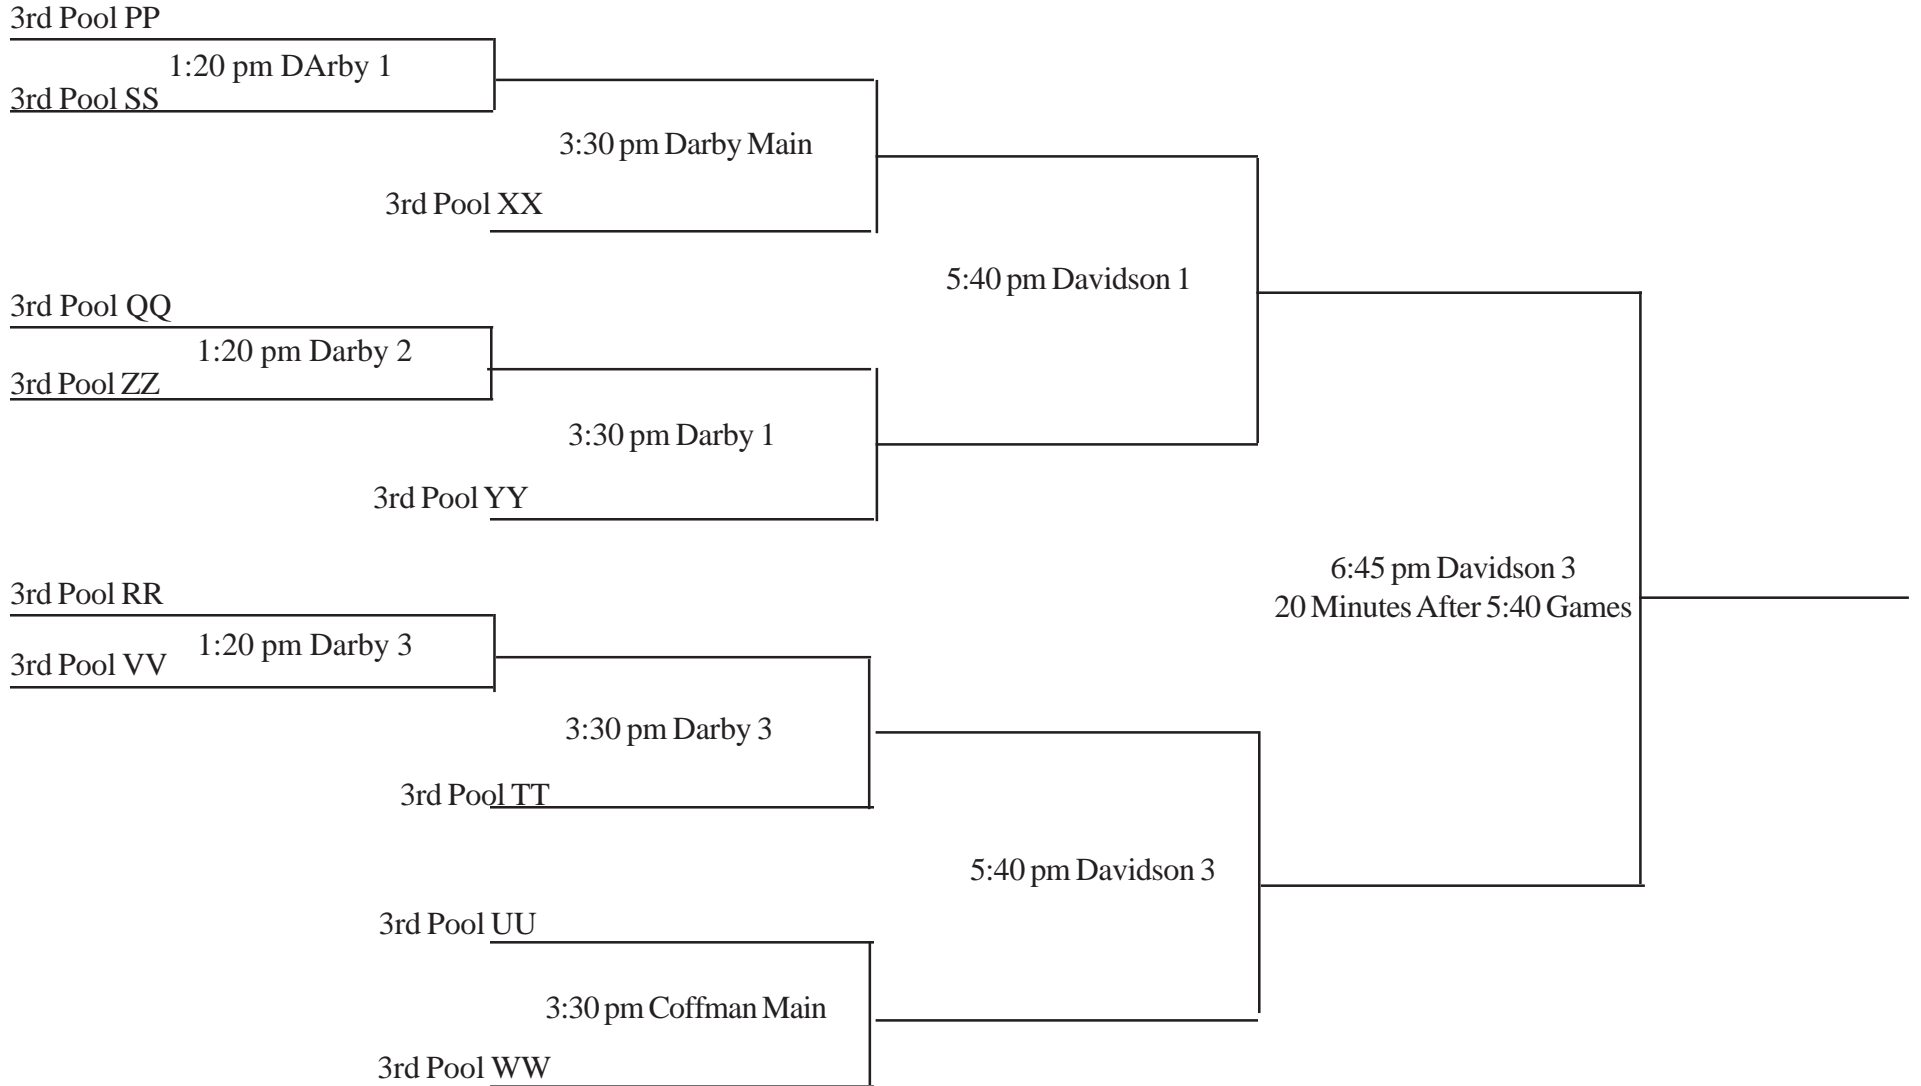 3rd Pool PP
1:20 pm DArby 1
3rd Pool SS
3:30 pm Darby Main
3rd Pool XX
5:40 pm Davidson 1
3rd Pool QQ
1:20 pm Darby 2
3rd Pool ZZ
3:30 pm Darby 1
3rd Pool YY
6:45 pm Davidson 3
20 Minutes After 5:40 Games
3rd Pool RR
1:20 pm Darby 3
3rd Pool VV
3:30 pm Darby 3
3rd Pool TT
5:40 pm Davidson 3
3rd Pool UU
3:30 pm Coffman Main
3rd Pool WW